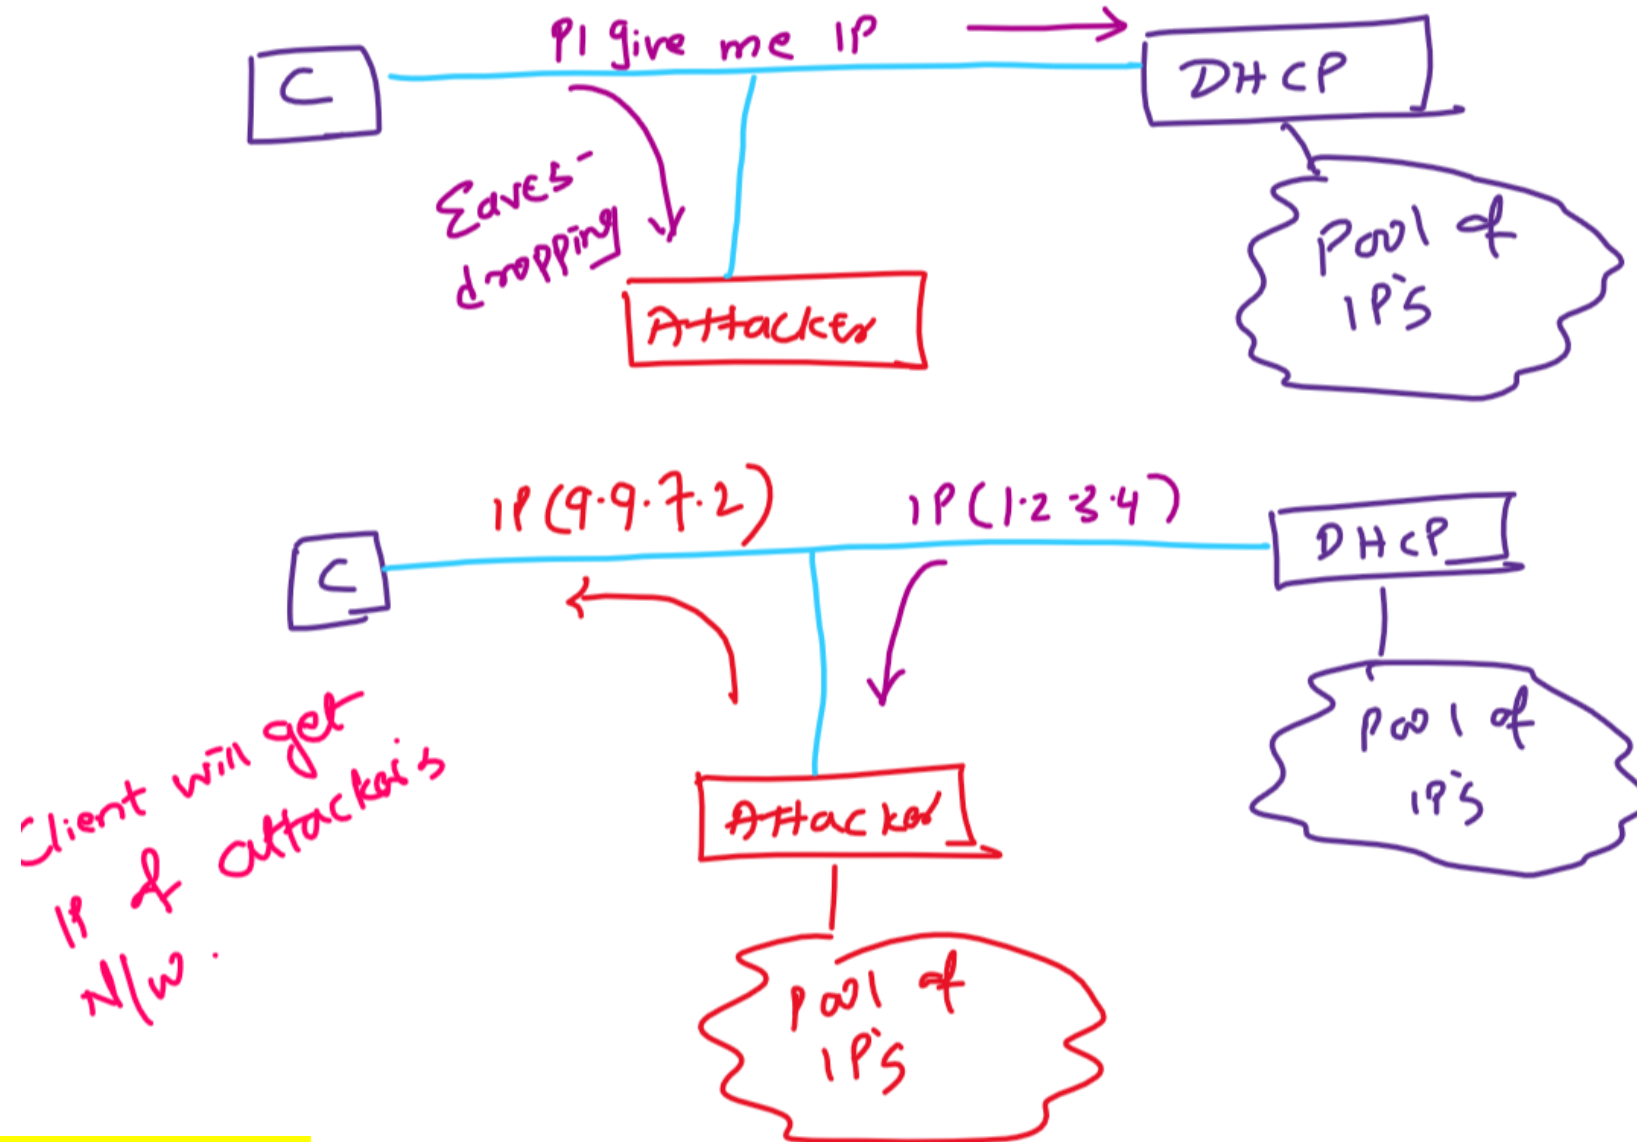 Pl give me IP
C
DHCP
Eaves-
dropping
Attacker
Pool of
IP's
IP(9.9.7.2)
IP(1.2.3.4)
C
DHCP
Client will get
IP of attacker's
N/W.
Attacker
Pool of
IP's
Pool of
IP's